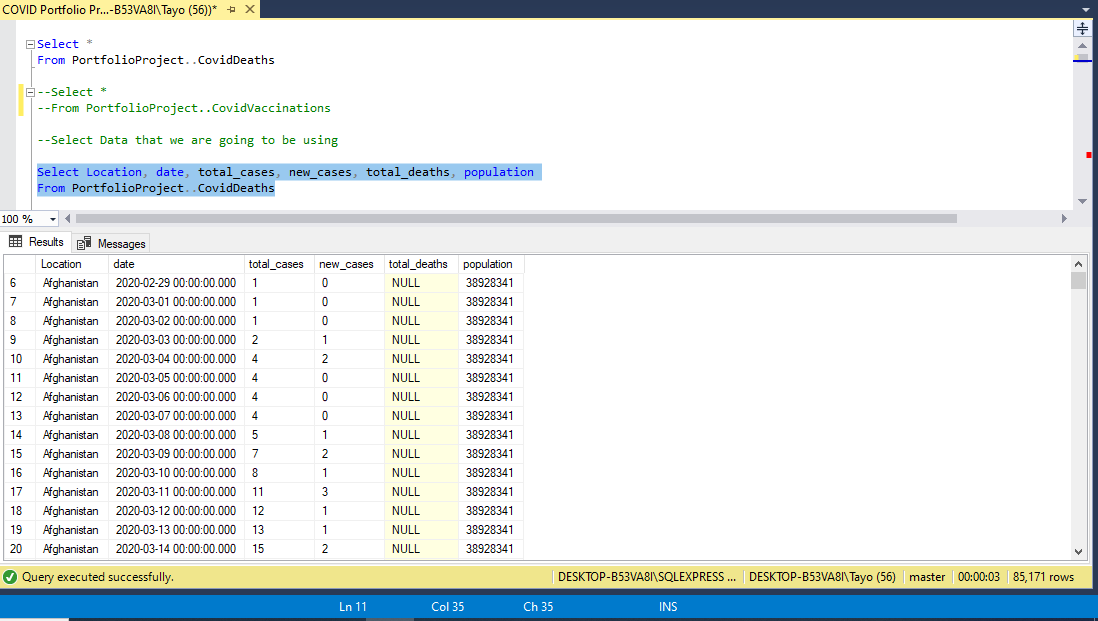 COVID Portfolio Pr...-B53VA8I\Tayo (56))*
Select *
From PortfolioProject..CovidDeaths
--Select *
--From PortfolioProject..CovidVaccinations
--Select Data that we are going to be using
Select Location, date, total_cases, new_cases, total_deaths, population
From PortfolioProject..CovidDeaths
100 %
Results Messages
Location date total_cases new_cases total_deaths population
6 Afghanistan 2020-02-29 00:00:00.000 1 0 NULL 38928341
7 Afghanistan 2020-03-01 00:00:00.000 1 0 NULL 38928341
8 Afghanistan 2020-03-02 00:00:00.000 1 0 NULL 38928341
9 Afghanistan 2020-03-03 00:00:00.000 2 1 NULL 38928341
10 Afghanistan 2020-03-04 00:00:00.000 4 2 NULL 38928341
11 Afghanistan 2020-03-05 00:00:00.000 4 0 NULL 38928341
12 Afghanistan 2020-03-06 00:00:00.000 4 0 NULL 38928341
13 Afghanistan 2020-03-07 00:00:00.000 4 0 NULL 38928341
14 Afghanistan 2020-03-08 00:00:00.000 5 1 NULL 38928341
15 Afghanistan 2020-03-09 00:00:00.000 7 2 NULL 38928341
16 Afghanistan 2020-03-10 00:00:00.000 8 1 NULL 38928341
17 Afghanistan 2020-03-11 00:00:00.000 11 3 NULL 38928341
18 Afghanistan 2020-03-12 00:00:00.000 12 1 NULL 38928341
19 Afghanistan 2020-03-13 00:00:00.000 13 1 NULL 38928341
20 Afghanistan 2020-03-14 00:00:00.000 15 2 NULL 38928341
Query executed successfully. DESKTOP-B53VA8I\SQLEXPRESS ... DESKTOP-B53VA8I\Tayo (56) master 00:00:03 85,171 rows
Ln 11 Col 35 Ch 35 INS